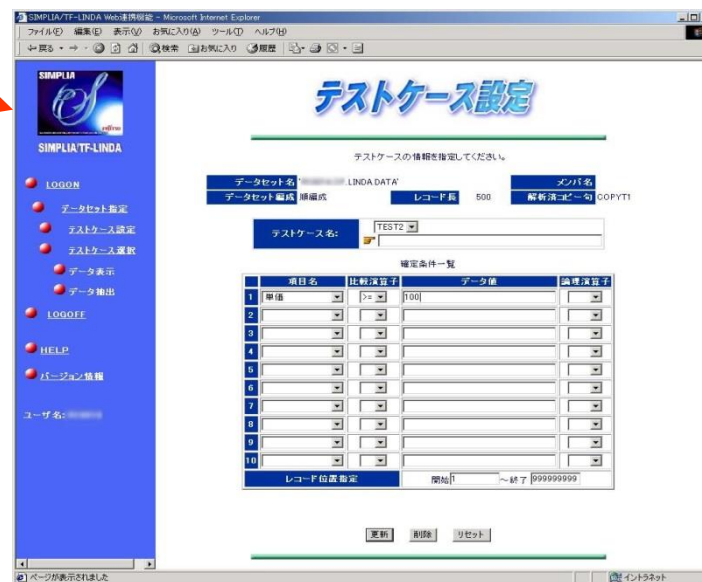 SIMPLIA/TF-LINDA Web連携機能 - Microsoft Internet Explorer
ファイル(F) 編集(E) 表示(V) お気に入り(A) ツール(T) ヘルプ(H)
戻る 検索 お気に入り 履歴
SIMPLIA
FUJITSU
SIMPLIA/TF-LINDA
LOGON
データセット指定
テストケース設定
テストケース選択
データ表示
データ抽出
LOGOFF
HELP
バージョン情報
ユーザ名:
テストケース設定
テストケースの情報を指定してください。
データセット名 .LINDA.DATA' メンバ名
データセット編成 順編成 レコード長 500 解析済コピー句 COPYT1
テストケース名: TEST2
確定条件一覧
項目名 比較演算子 データ値 論理演算子
1 単価 >= 100
2
3
4
5
6
7
8
9
10
レコード位置指定 開始 1 ～終了 999999999
更新 削除 リセット
ページが表示されました イントラネット